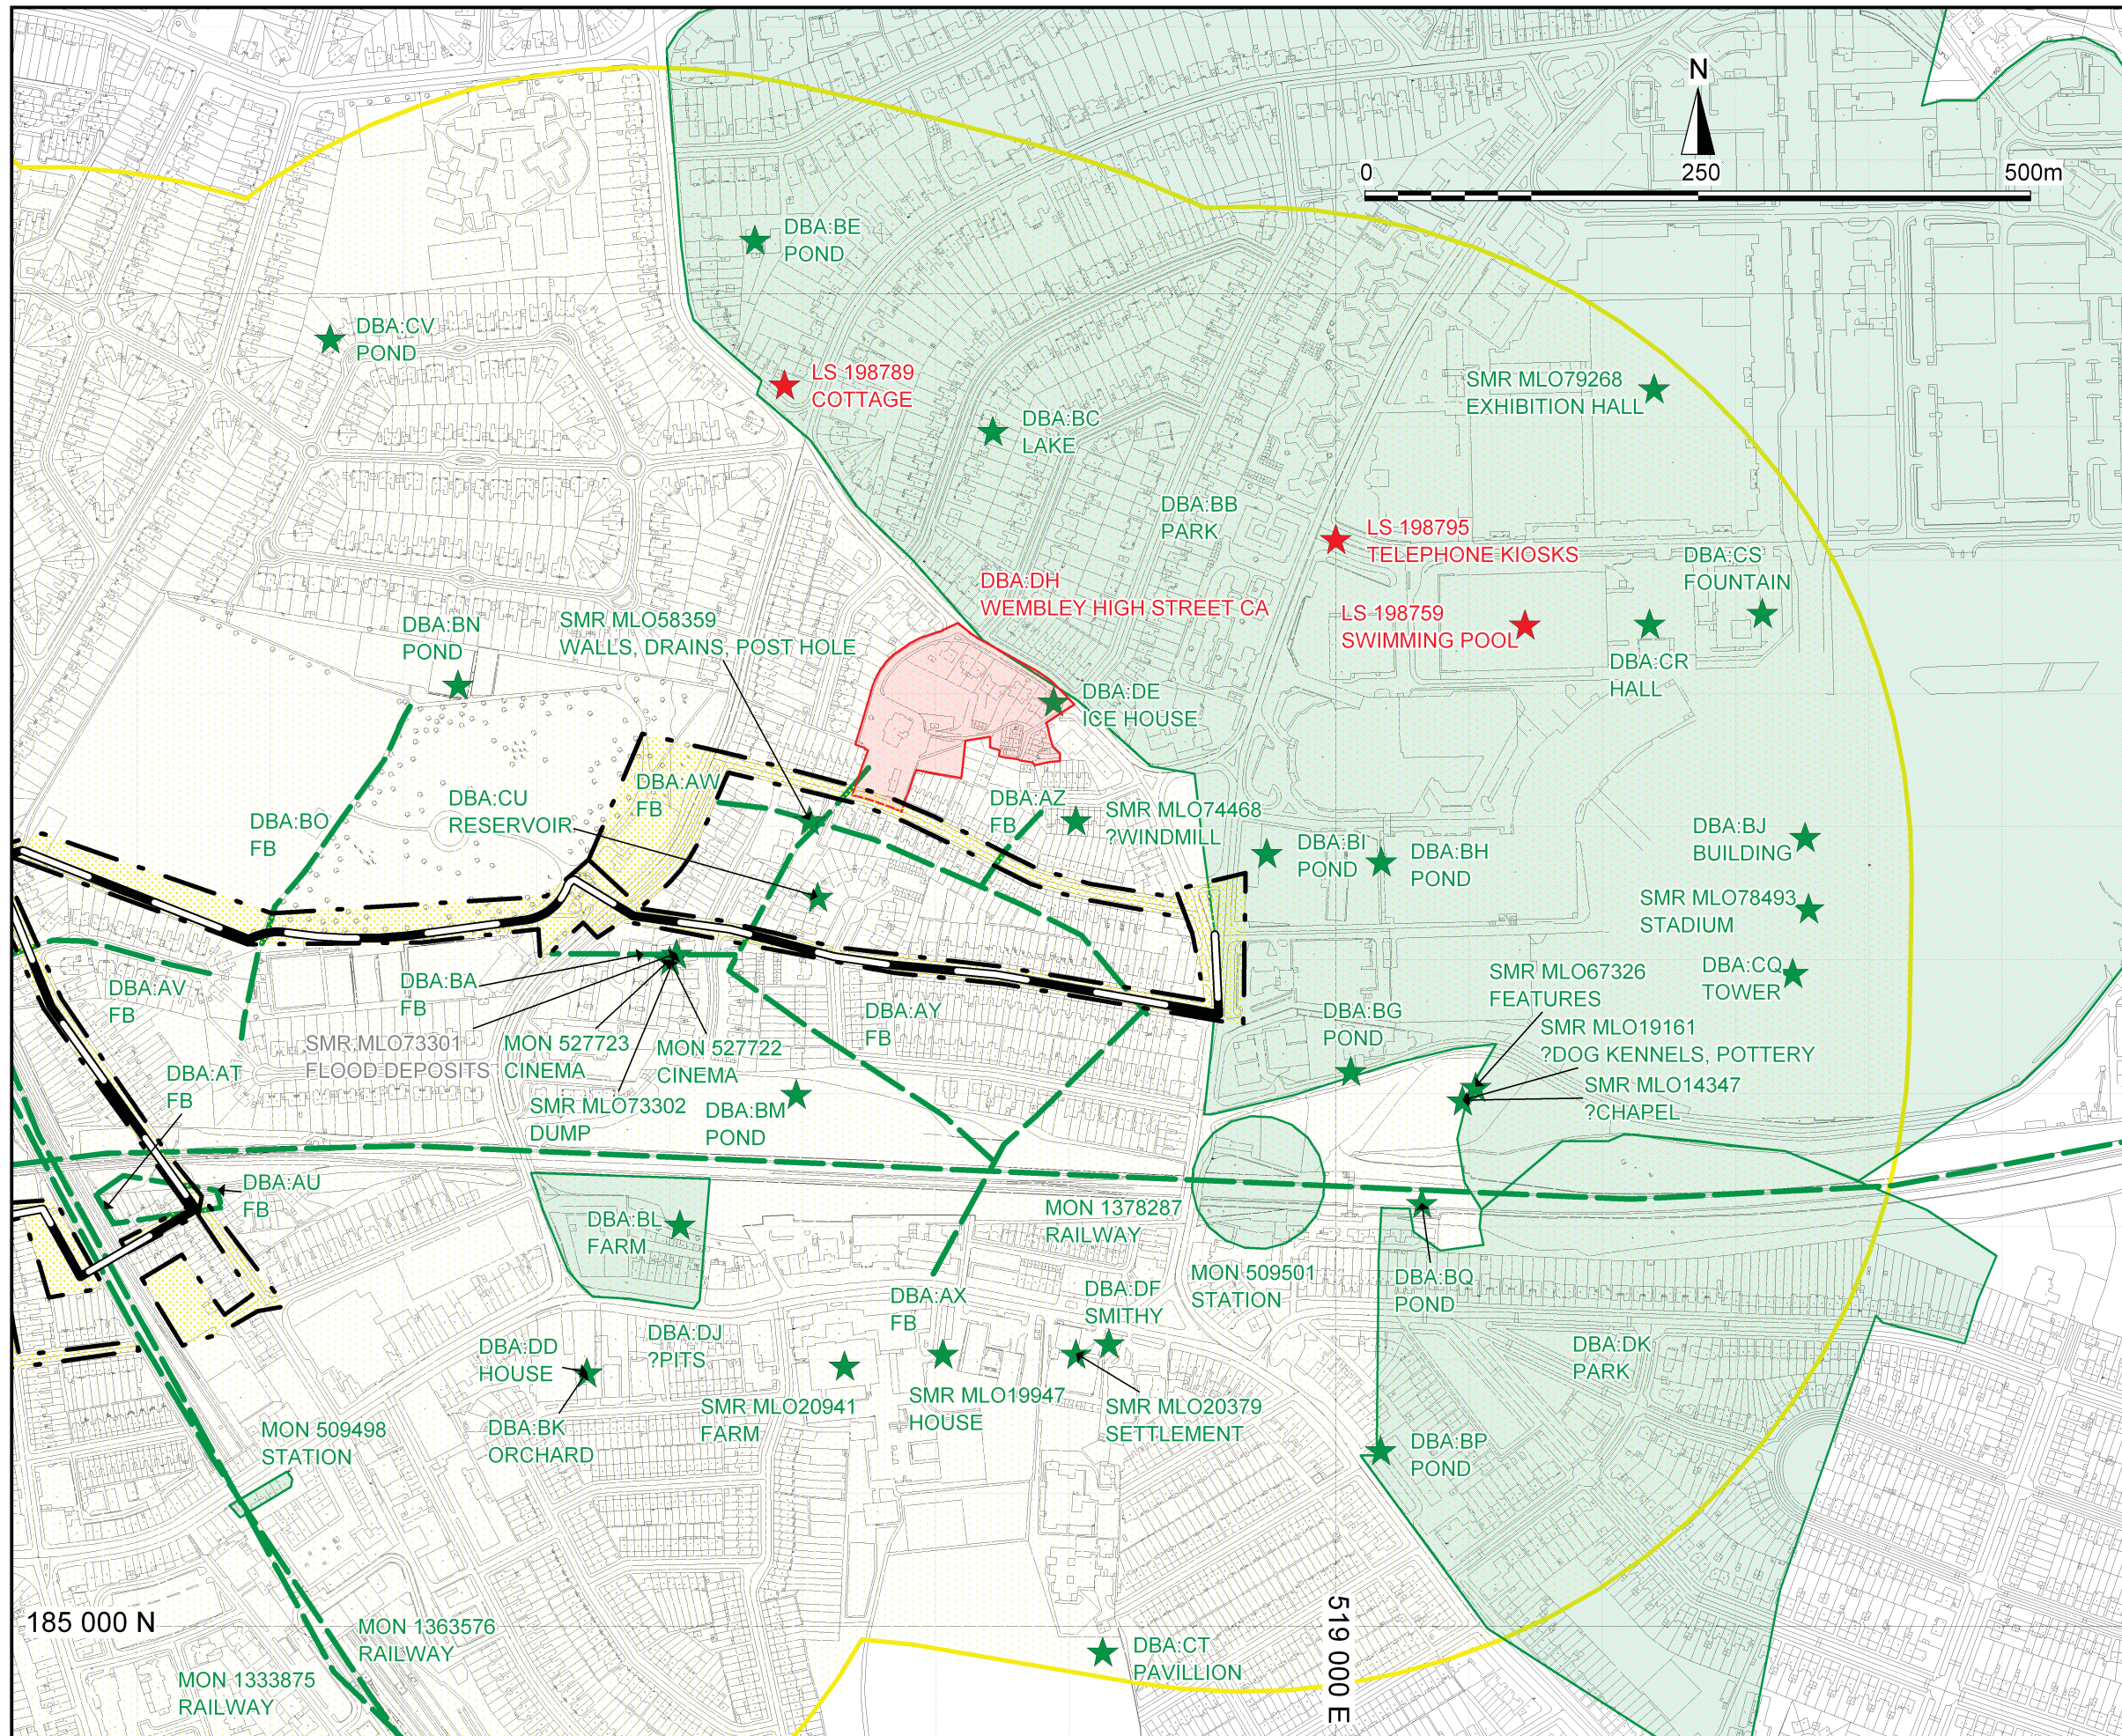 N
0
250
500m
DBA:BE
POND
DBA:CV
POND
LS 198789
COTTAGE
SMR MLO79268
EXHIBITION HALL
DBA:BC
LAKE
DBA:BB
PARK
LS 198795
TELEPHONE KIOSKS
DBA:CS
FOUNTAIN
DBA:DH
WEMBLEY HIGH STREET CA
LS 198759
SWIMMING POOL
DBA:BN
POND
SMR MLO58359
WALLS, DRAINS, POST HOLE
DBA:CR
HALL
DBA:DE
ICE HOUSE
DBA:AW
FB
DBA:CU
RESERVOIR
DBA:AZ
FB
SMR MLO74468
?WINDMILL
DBA:BO
FB
DBA:BI
POND
DBA:BH
POND
DBA:BJ
BUILDING
SMR MLO78493
STADIUM
DBA:CQ
TOWER
DBA:AV
FB
DBA:BA
FB
DBA:AY
FB
DBA:BG
POND
SMR MLO67326
FEATURES
SMR MLO19161
?DOG KENNELS, POTTERY
SMR MLO14347
?CHAPEL
SMR MLO73301
FLOOD DEPOSITS
MON 527723
CINEMA
MON 527722
CINEMA
DBA:AT
FB
SMR MLO73302
DUMP
DBA:BM
POND
DBA:AU
FB
DBA:BL
FARM
MON 1378287
RAILWAY
MON 509501
STATION
DBA:BQ
POND
DBA:AX
FB
DBA:DF
SMITHY
DBA:DD
HOUSE
DBA:DJ
?PITS
DBA:DK
PARK
SMR MLO20941
FARM
SMR MLO19947
HOUSE
SMR MLO20379
SETTLEMENT
DBA:BK
ORCHARD
MON 509498
STATION
DBA:BP
POND
185 000 N
519 000 E
MON 1363576
RAILWAY
DBA:CT
PAVILLION
MON 1333875
RAILWAY